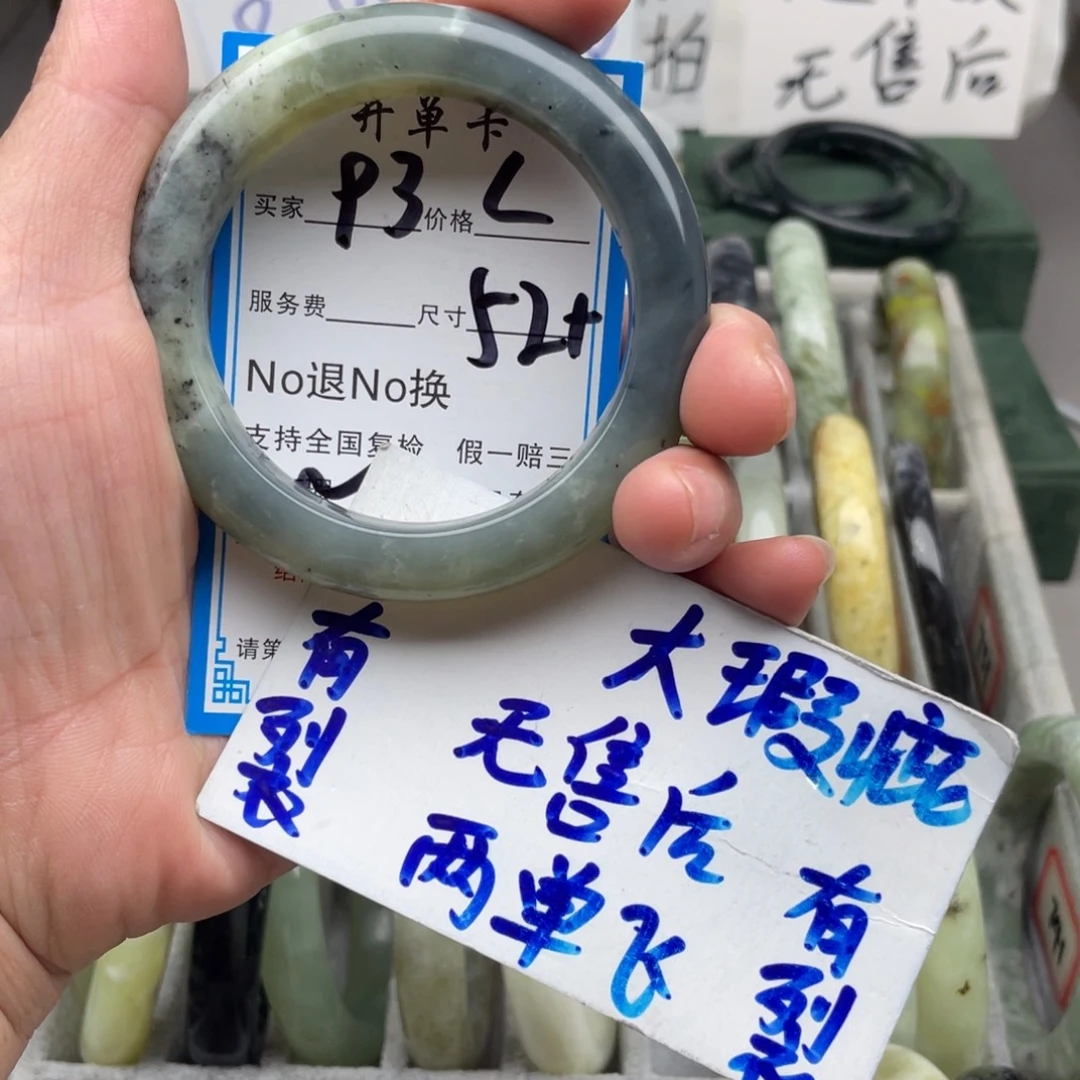 拍
无售后
开单卡
买家 93 价格 L
服务费 尺寸 52+
No退No换
支持全国复检 假一赔三
请第
有裂
大瑕疵
无售后
两单飞
有裂